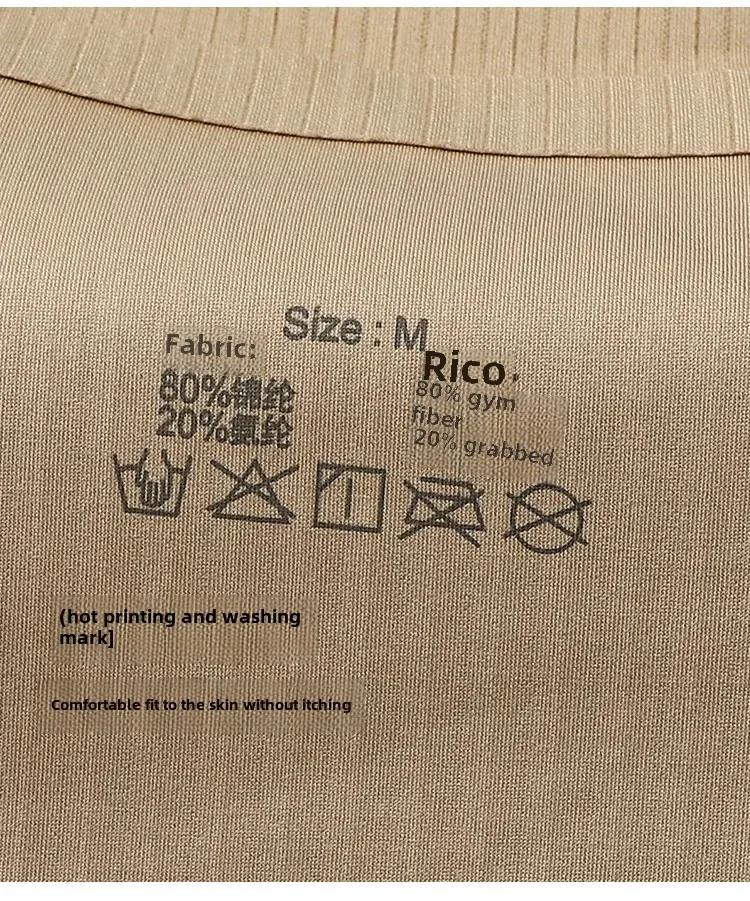 Size : M
Fabric:
80%锦纶
20%氨纶
Rico.
80% gym
fiber
20% grabbed
(hot printing and washing
mark]
Comfortable fit to the skin without itching